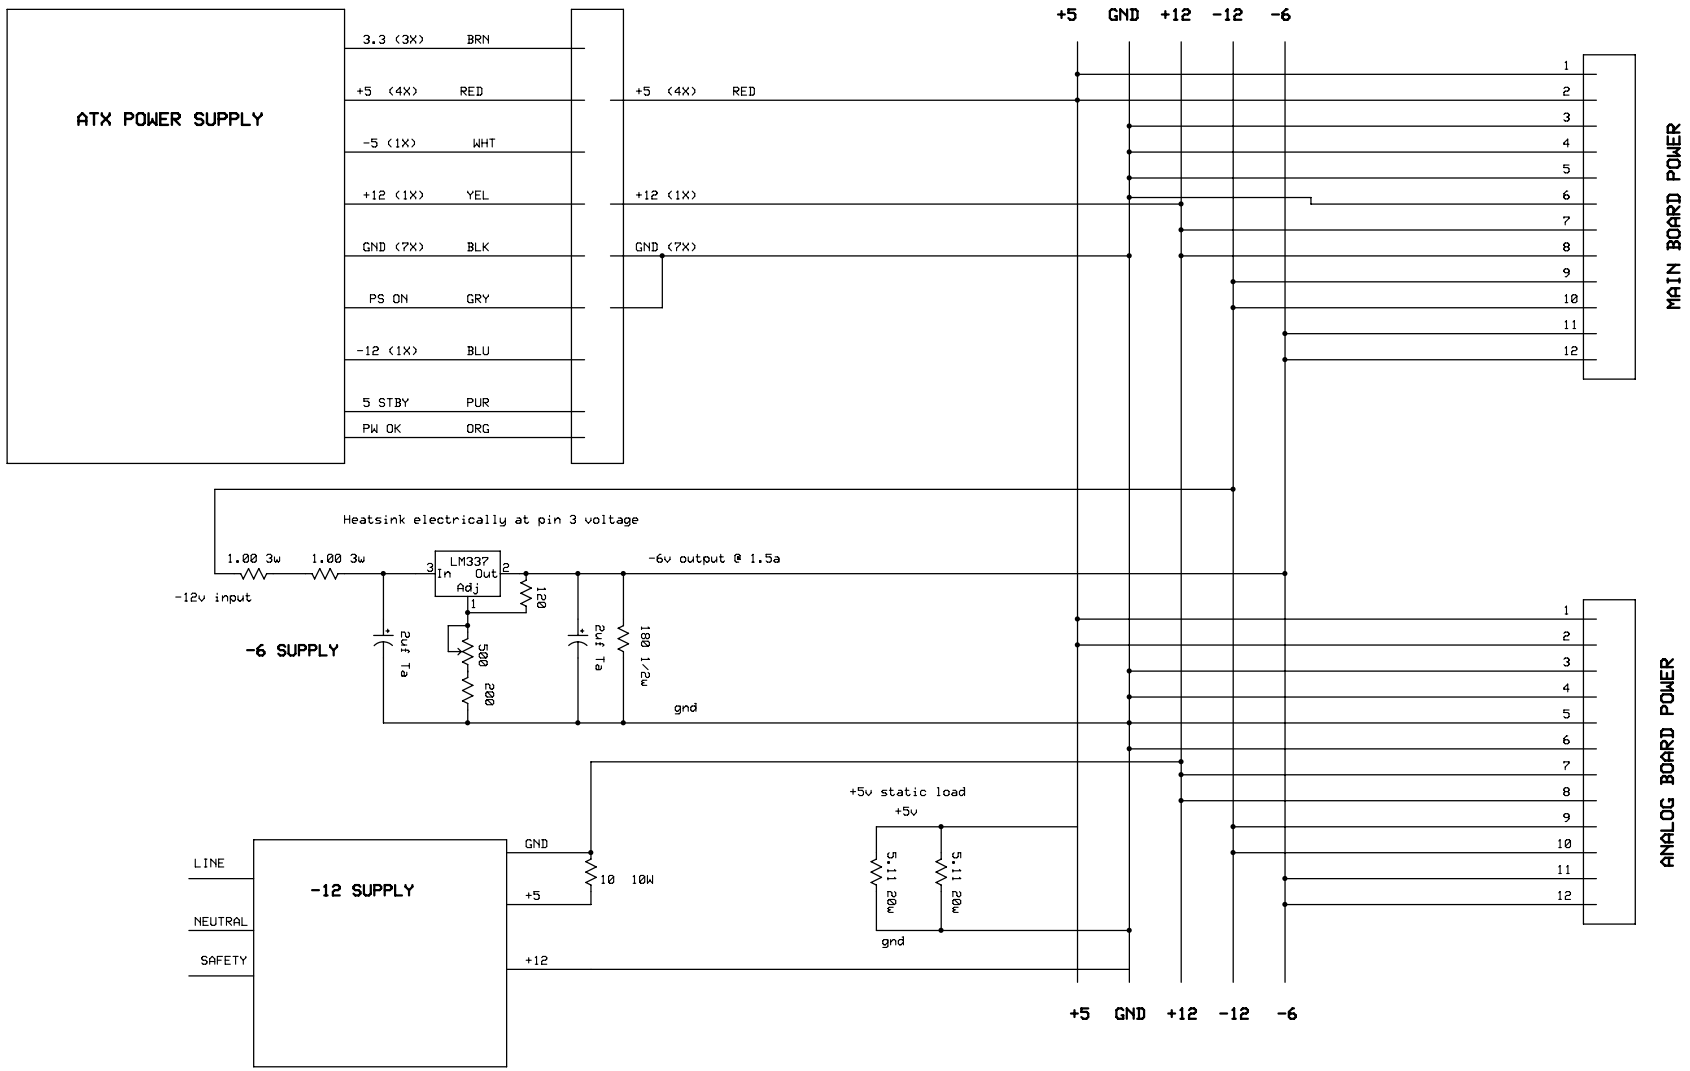 +5 GND +12 -12 -6
ATX POWER SUPPLY
3.3 (3X) BRN
+5 (4X) RED
-5 (1X) WHT
+12 (1X) YEL
GND (7X) BLK
PS ON GRY
-12 (1X) BLU
5 STBY PUR
PW OK ORG
+5 (4X) RED
+12 (1X)
GND (7X)
1
2
3
4
5
6
7
8
9
10
11
12
MAIN BOARD POWER
Heatsink electrically at pin 3 voltage
1.00 3w
1.00 3w
-12v input
3
LM337
In Out
Adj
2
1
120
-6v output @ 1.5a
-6 SUPPLY
2uf Ta
500
200
2uf Ta
180 1/2w
gnd
1
2
3
4
5
6
7
8
9
10
11
12
ANALOG BOARD POWER
LINE
NEUTRAL
SAFETY
-12 SUPPLY
GND
+5
+12
10 10W
+5v static load
+5v
5.11 20w
5.11 20w
gnd
+5 GND +12 -12 -6